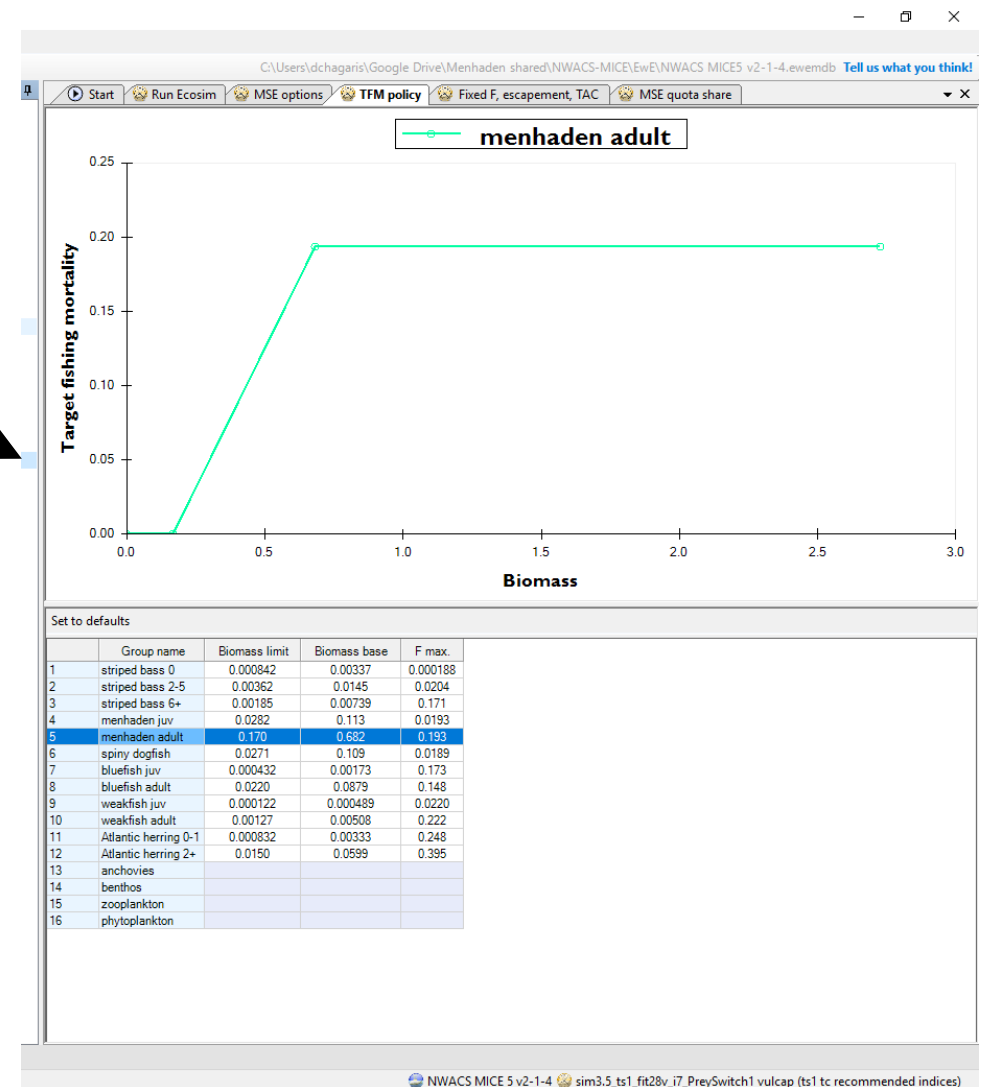 C:\Users\dchagaris\Google Drive\Menhaden shared\NWACS-MICE\EwE\NWACS MICE5 v2-1-4.ewemdb Tell us what you think!
Start Run Ecosim MSE options TFM policy Fixed F, escapement, TAC MSE quota share
menhaden adult
0.25
0.20
0.15
0.10
0.05
0.00
Target fishing mortality
0.0 0.5 1.0 1.5 2.0 2.5 3.0
Biomass
Set to defaults
Group name Biomass limit Biomass base F max.
1 striped bass 0 0.000842 0.00337 0.000188
2 striped bass 2-5 0.00362 0.0145 0.0204
3 striped bass 6+ 0.00185 0.00739 0.171
4 menhaden juv 0.0282 0.113 0.0193
5 menhaden adult 0.170 0.682 0.193
6 spiny dogfish 0.0271 0.109 0.0189
7 bluefish juv 0.000432 0.00173 0.173
8 bluefish adult 0.0220 0.0879 0.148
9 weakfish juv 0.000122 0.000489 0.0220
10 weakfish adult 0.00127 0.00508 0.222
11 Atlantic herring 0-1 0.000832 0.00333 0.248
12 Atlantic herring 2+ 0.0150 0.0599 0.395
13 anchovies
14 benthos
15 zooplankton
16 phytoplankton
NWACS MICE 5 v2-1-4 sim3.5_ts1_fit28v_i7_PreySwitch1 vulcap (ts1 tc recommended indices)